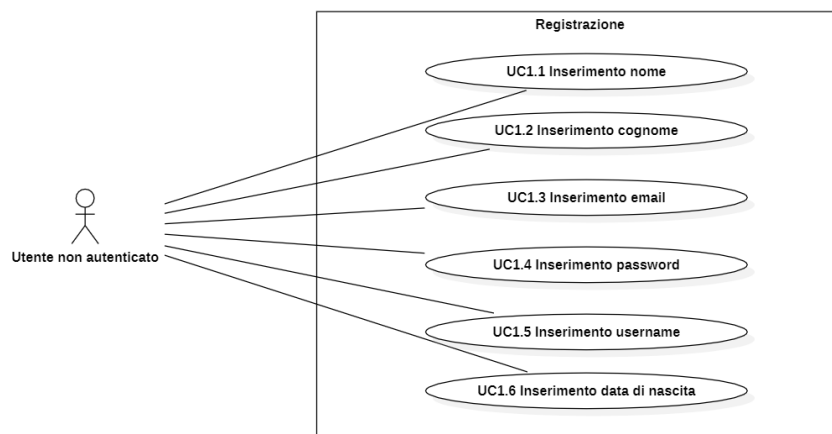 Registrazione
UC1.1 Inserimento nome
UC1.2 Inserimento cognome
UC1.3 Inserimento email
Utente non autenticato
UC1.4 Inserimento password
UC1.5 Inserimento username
UC1.6 Inserimento data di nascita